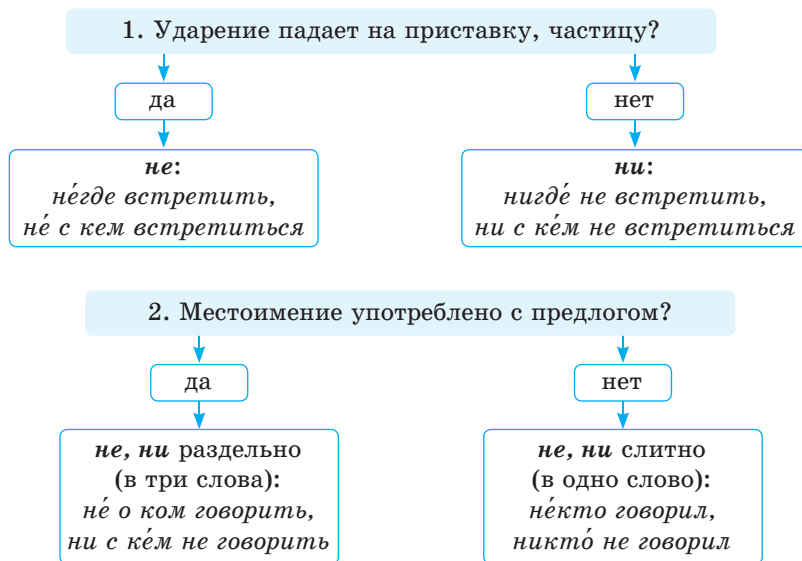 1. Ударение падает на приставку, частицу?
да
нет
не:
не́где встретить,
не́ с кем встретиться
ни:
нигде́ не встретить,
ни с ке́м не встретиться
2. Местоимение употреблено с предлогом?
да
нет
не, ни раздельно
(в три слова):
не́ о ком говорить,
ни с ке́м не говорить
не, ни слитно
(в одно слово):
не́кто говорил,
никто́ не говорил